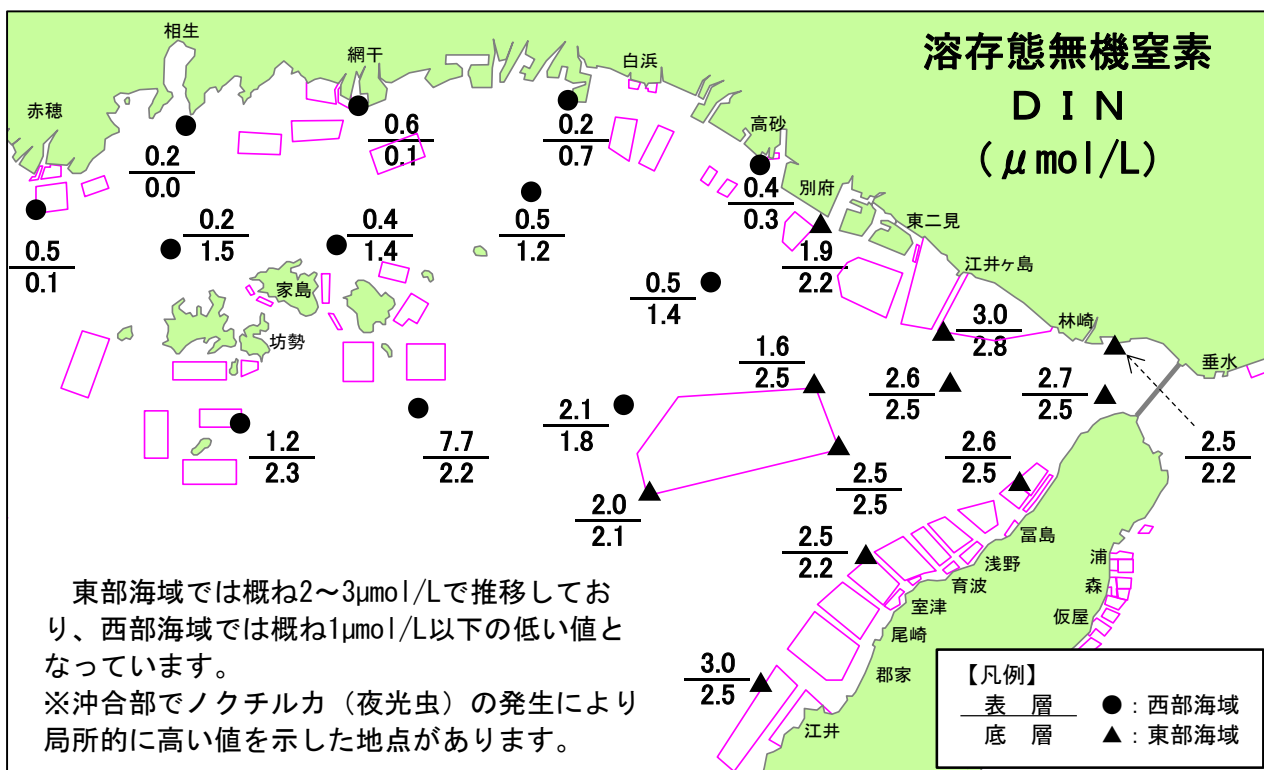 溶存態無機窒素
ＤＩＮ
(μmol/L)
相生
網干
白浜
赤穂
高砂
別府
東二見
江井ヶ島
林崎
垂水
家島
坊勢
0.2
0.0
0.6
0.1
0.2
0.7
0.4
0.3
0.5
0.1
0.2
1.5
0.4
1.4
0.5
1.2
1.9
2.2
0.5
1.4
3.0
2.8
1.6
2.5
2.6
2.5
2.7
2.5
2.5
2.2
1.2
2.3
7.7
2.2
2.1
1.8
2.6
2.5
2.5
2.5
2.0
2.1
2.5
2.2
3.0
2.5
冨島
浅野
育波
室津
尾崎
郡家
江井
浦
森
仮屋
東部海域では概ね2～3μmol/Lで推移してお
り、西部海域では概ね1μmol/L以下の低い値と
なっています。
※沖合部でノクチルカ（夜光虫）の発生により
局所的に高い値を示した地点があります。
【凡例】
表　層　●：西部海域
底　層　▲：東部海域